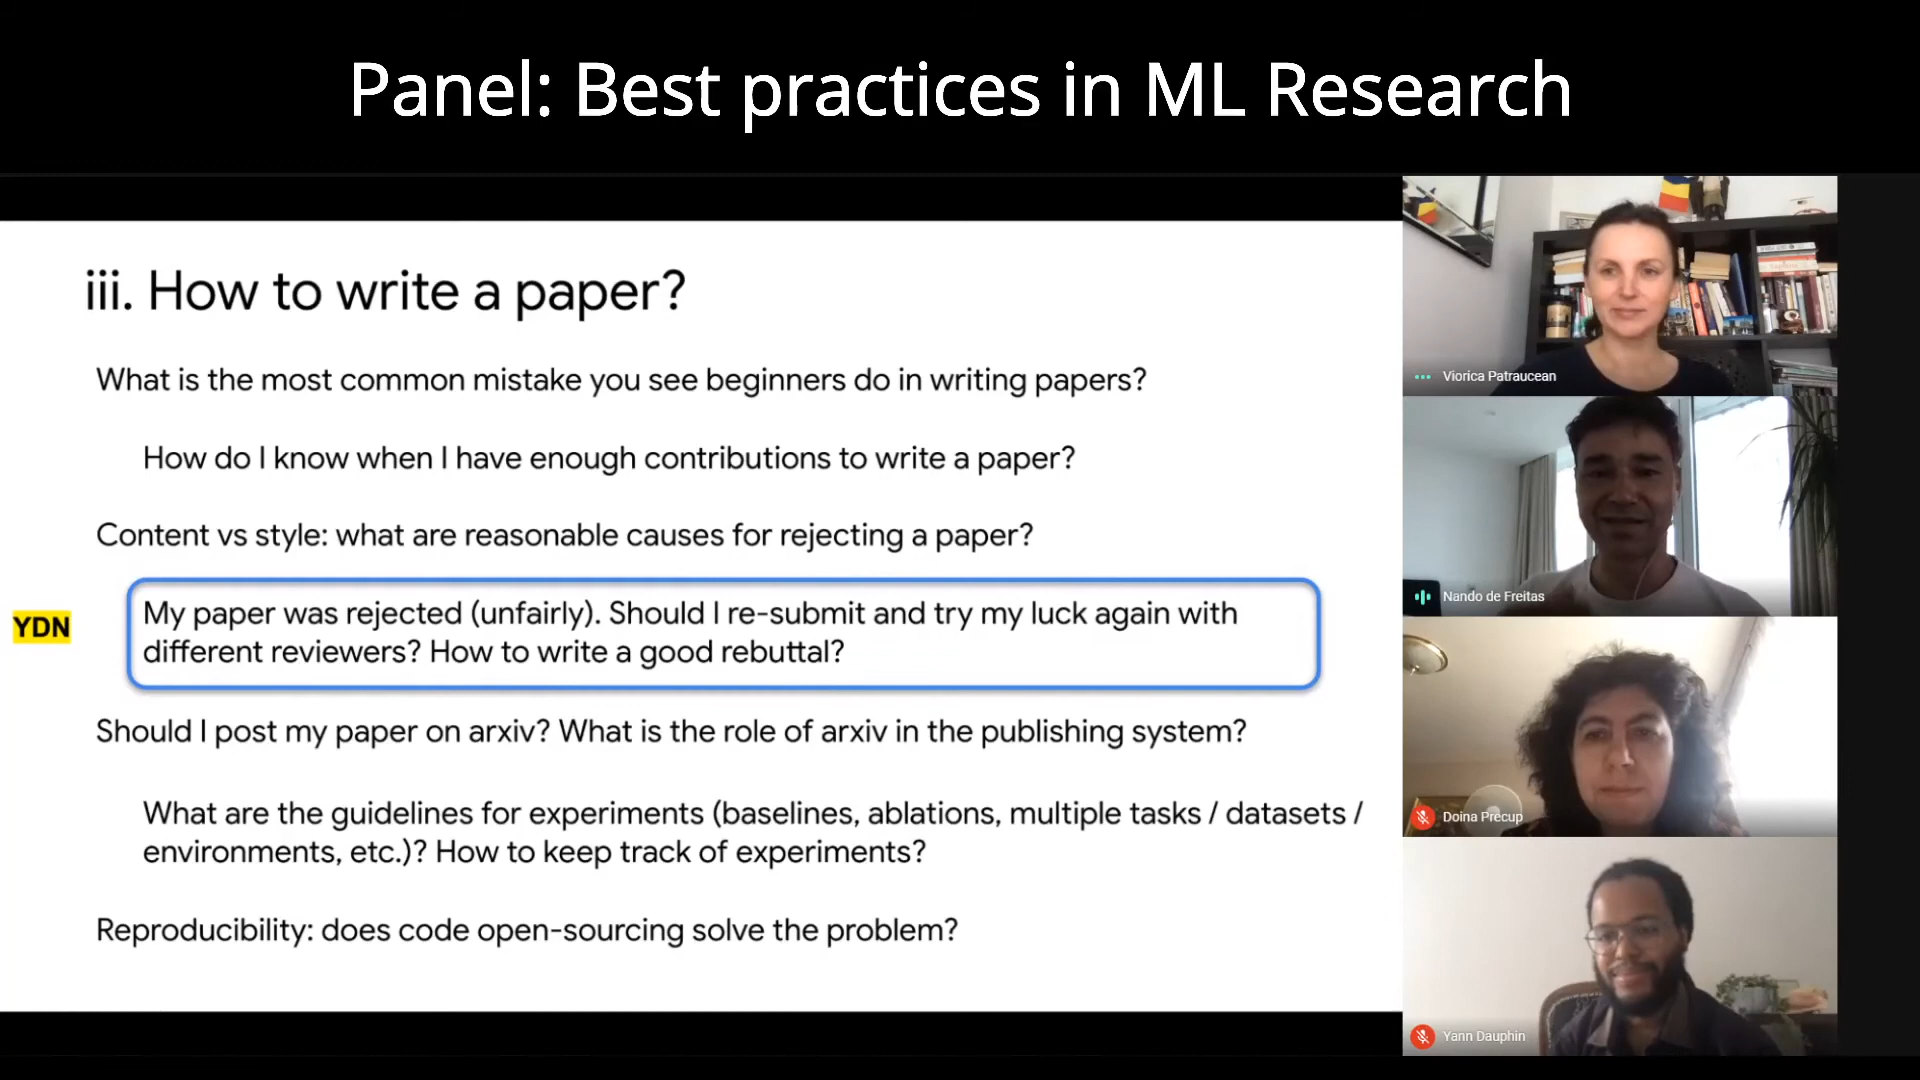 Panel: Best practices in ML Research
iii. How to write a paper?
What is the most common mistake you see beginners do in writing papers?
How do I know when I have enough contributions to write a paper?
Content vs style: what are reasonable causes for rejecting a paper?
YDN
My paper was rejected (unfairly). Should I re-submit and try my luck again with
different reviewers? How to write a good rebuttal?
Should I post my paper on arxiv? What is the role of arxiv in the publishing system?
What are the guidelines for experiments (baselines, ablations, multiple tasks / datasets /
environments, etc.)? How to keep track of experiments?
Reproducibility: does code open-sourcing solve the problem?
Viorica Patraucean
Nando de Freitas
Doina Precup
Yann Dauphin